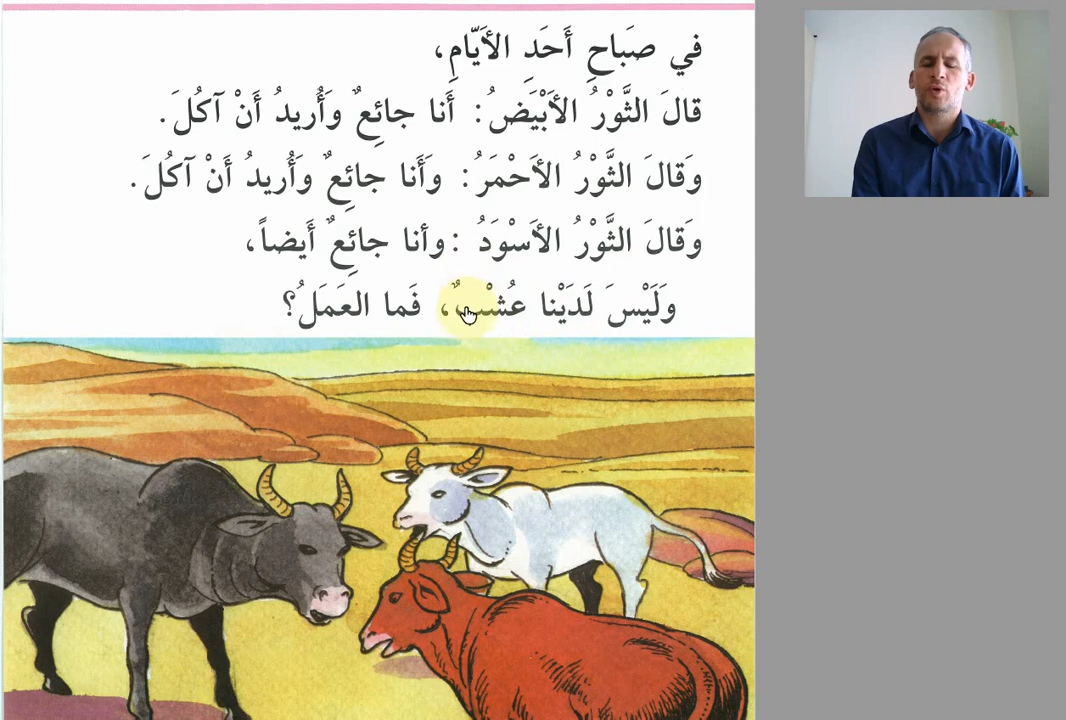 في صَباحِ أَحَدِ الأَيّامِ،
قالَ الثَّوْرُ الأَبْيَضُ: أَنا جائِعٌ وَأُريدُ أَنْ آكُلَ.
وَقالَ الثَّوْرُ الأَحْمَرُ: وَأَنا جائِعٌ وَأُريدُ أَنْ آكُلَ.
وَقالَ الثَّوْرُ الأَسْوَدُ :وأنا جائِعٌ أَيضاً،
وَلَيْسَ لَدَيْنا عُشْبٌ، فَما العَمَلُ؟